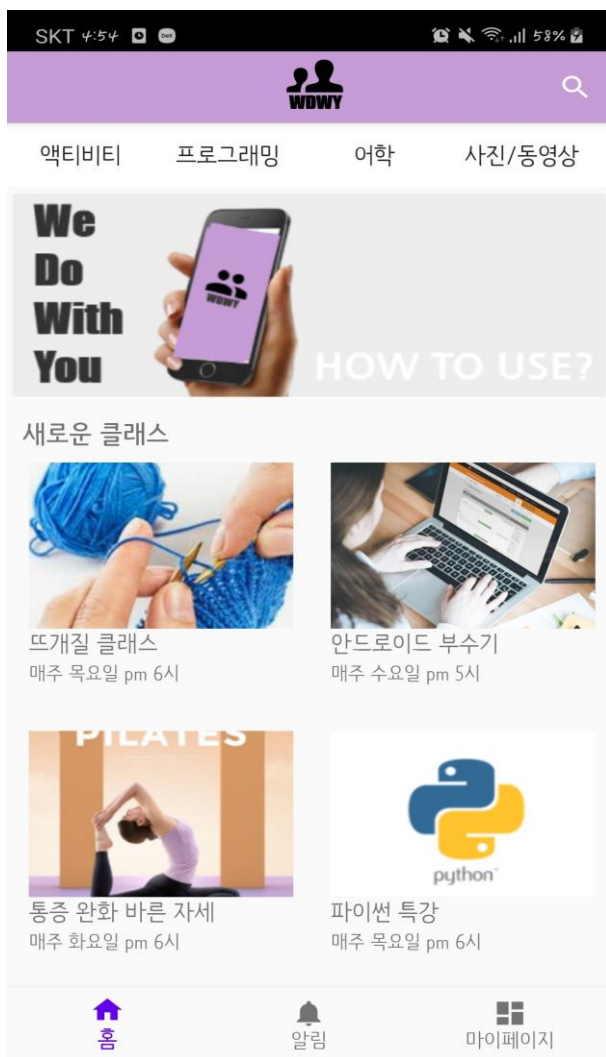 SKT 4:54 58%
WDWY
액티비티 프로그래밍 어학 사진/동영상
We
Do
With
You
WDWY
HOW TO USE?
새로운 클래스
뜨개질 클래스
매주 목요일 pm 6시
안드로이드 부수기
매주 수요일 pm 5시
PILATES
통증 완화 바른 자세
매주 화요일 pm 6시
python
파이썬 특강
매주 목요일 pm 6시
홈 알림 마이페이지